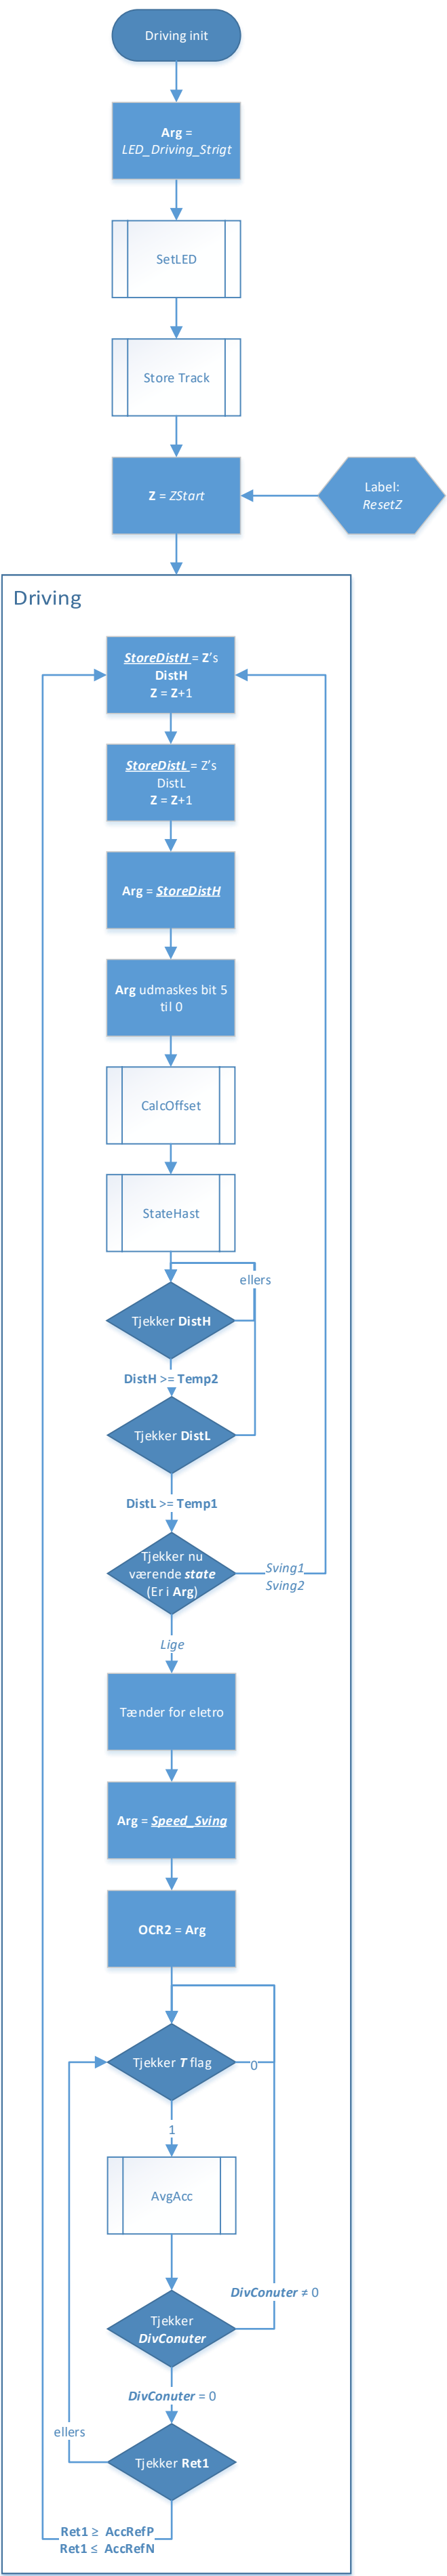 Driving init
Arg =
LED_Driving_Strigt
SetLED
Store Track
Z = ZStart
Label:
ResetZ
Driving
StoreDistH = Z's
DistH
Z = Z+1
StoreDistL = Z's
DistL
Z = Z+1
Arg = StoreDistH
Arg udmaskes bit 5
til 0
CalcOffset
StateHast
ellers
Tjekker DistH
DistH >= Temp2
Tjekker DistL
DistL >= Temp1
Tjekker nu
værende state
(Er i Arg)
Sving1
Sving2
Lige
Tænder for eletro
Arg = Speed_Sving
OCR2 = Arg
Tjekker T flag
0
1
AvgAcc
DivConuter ≠ 0
Tjekker
DivConuter
DivConuter = 0
ellers
Tjekker Ret1
Ret1 ≥ AccRefP
Ret1 ≤ AccRefN